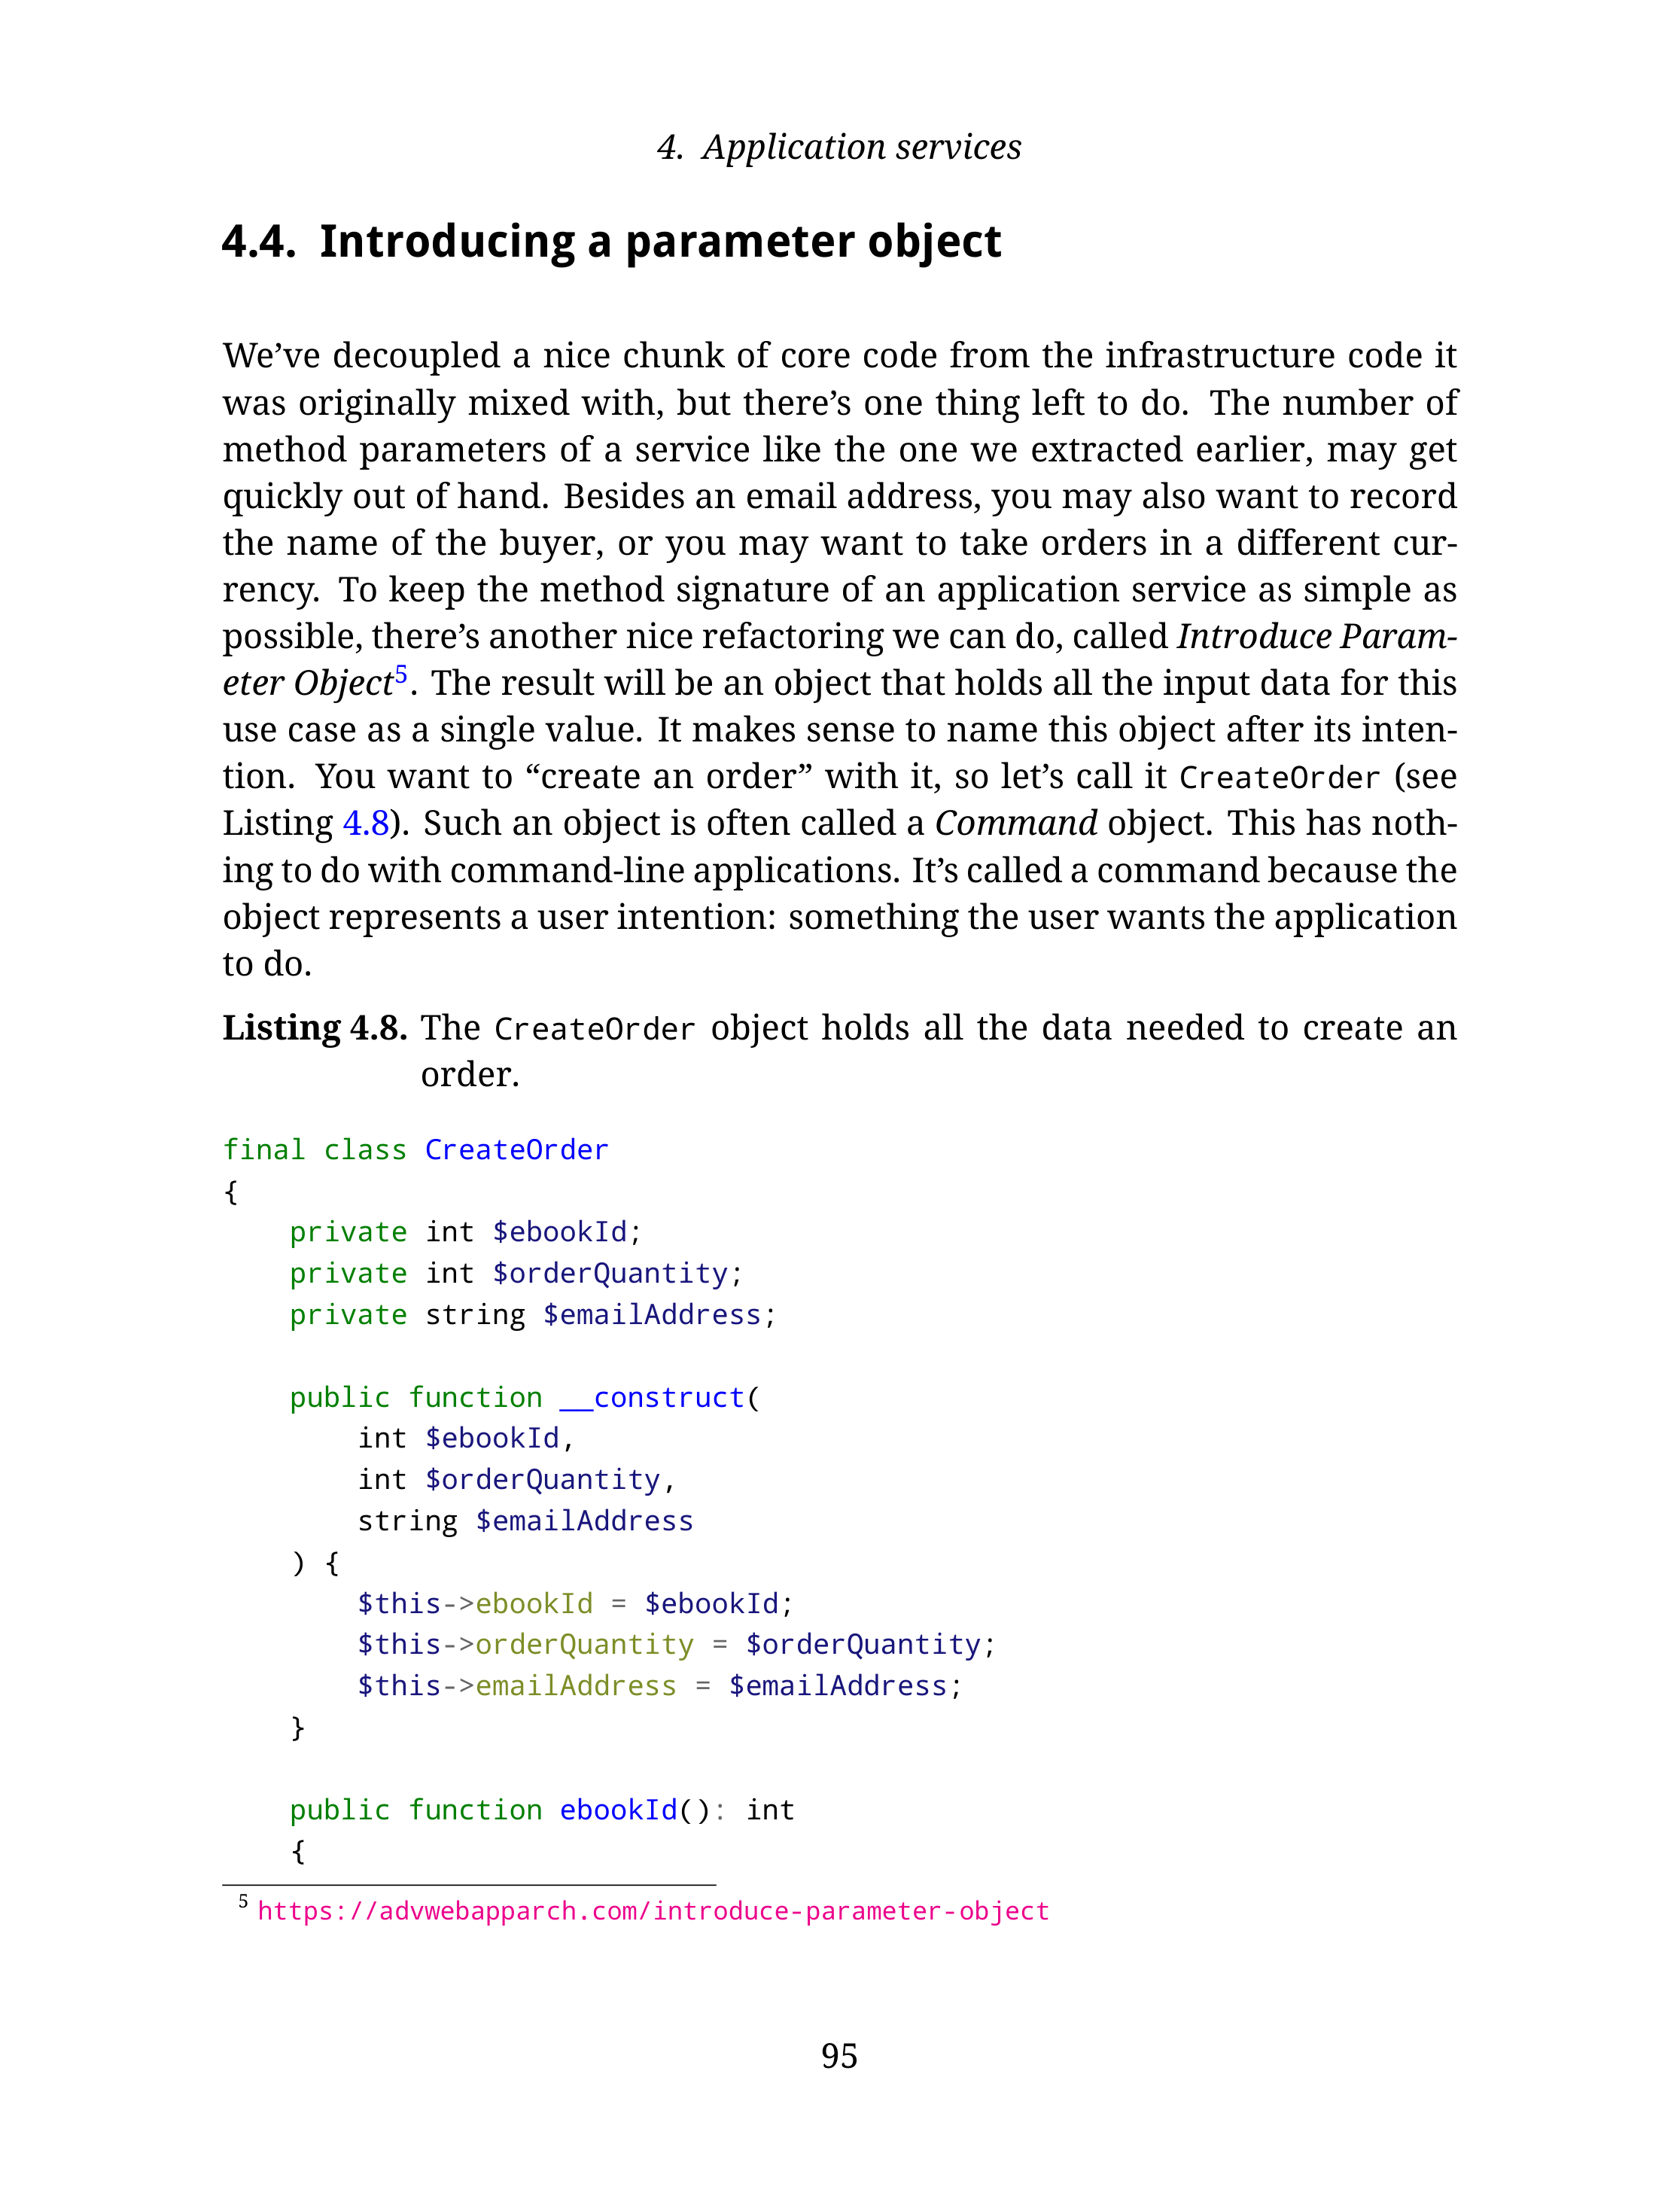 4. Application services
4.4. Introducing a parameter object
We’ve decoupled a nice chunk of core code from the infrastructure code it
was originally mixed with, but there’s one thing left to do. The number of
method parameters of a service like the one we extracted earlier, may get
quickly out of hand. Besides an email address, you may also want to record
the name of the buyer, or you may want to take orders in a different cur-
rency. To keep the method signature of an application service as simple as
possible, there’s another nice refactoring we can do, called Introduce Param-
eter Object5. The result will be an object that holds all the input data for this
use case as a single value. It makes sense to name this object after its inten-
tion. You want to “create an order” with it, so let’s call it CreateOrder (see
Listing 4.8). Such an object is often called a Command object. This has noth-
ing to do with command-line applications. It’s called a command because the
object represents a user intention: something the user wants the application
to do.
Listing 4.8. The CreateOrder object holds all the data needed to create an
order.
final class CreateOrder
{
    private int $ebookId;
    private int $orderQuantity;
    private string $emailAddress;

    public function __construct(
        int $ebookId,
        int $orderQuantity,
        string $emailAddress
    ) {
        $this->ebookId = $ebookId;
        $this->orderQuantity = $orderQuantity;
        $this->emailAddress = $emailAddress;
    }

    public function ebookId(): int
    {
5 https://advwebapparch.com/introduce-parameter-object
95